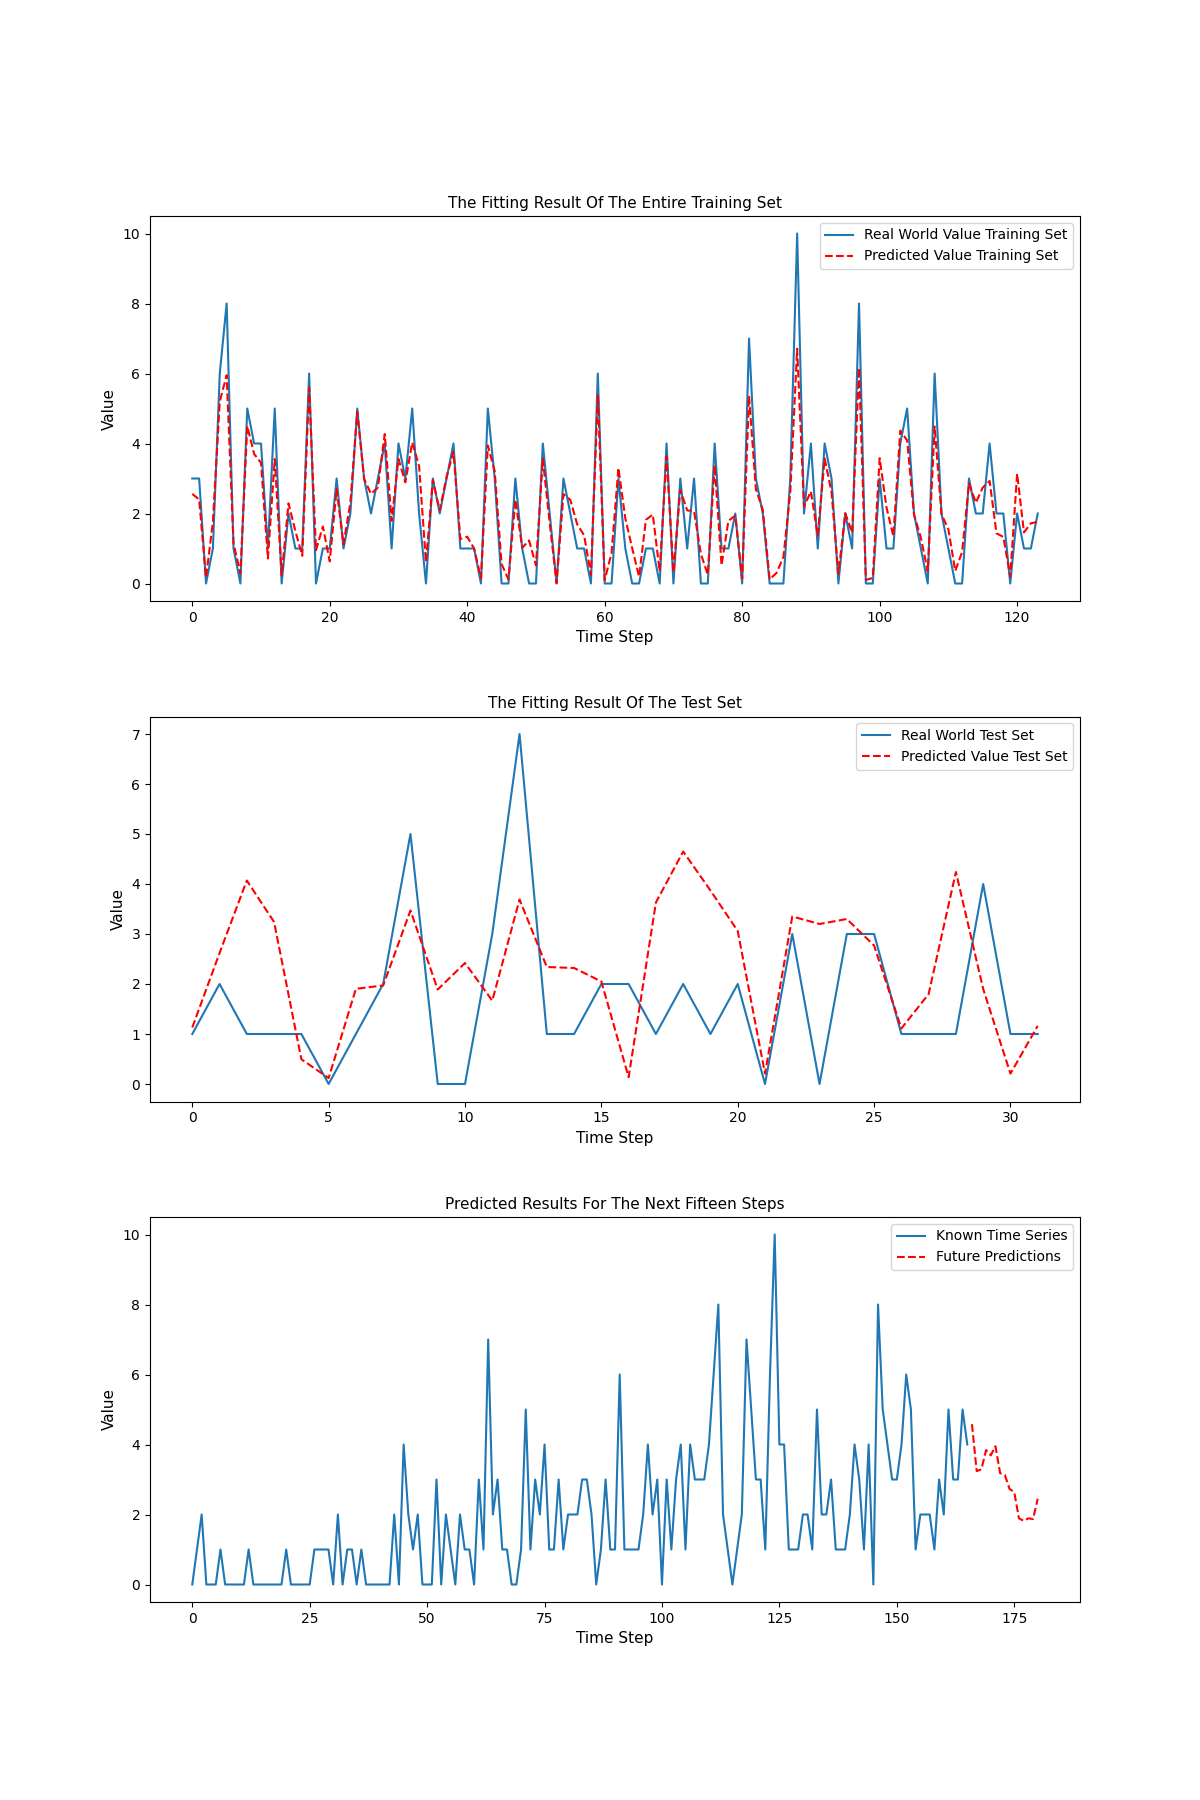 The Fitting Result Of The Entire Training Set
10
8
6
4
2
0
Value
Real World Value Training Set
Predicted Value Training Set
0 20 40 60 80 100 120
Time Step
The Fitting Result Of The Test Set
7
6
5
4
3
2
1
0
Value
Real World Test Set
Predicted Value Test Set
0 5 10 15 20 25 30
Time Step
Predicted Results For The Next Fifteen Steps
10
8
6
4
2
0
Value
Known Time Series
Future Predictions
0 25 50 75 100 125 150 175
Time Step